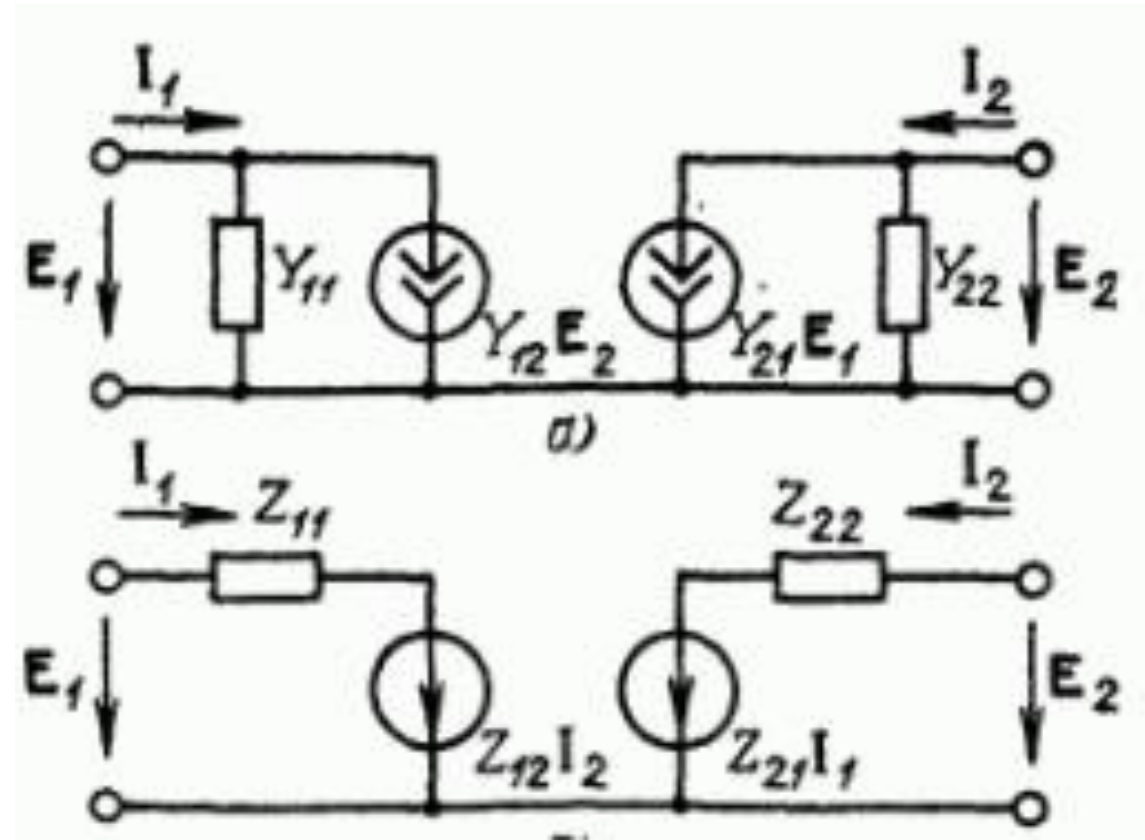 I₁ I₂
E₁ Y₁₁ Y₁₂E₂ Y₂₁E₁ Y₂₂ E₂
б)
I₁ Z₁₁ Z₂₂ I₂
E₁ Z₁₂I₂ Z₂₁I₁ E₂